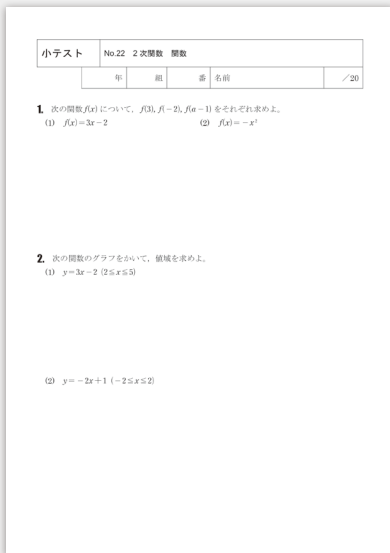 小テスト No.22 2次関数 関数
年 組 番 名前 /20
1. 次の関数 f(x) について，f(3), f(−2), f(a−1) をそれぞれ求めよ。
(1) f(x)=3x−2 (2) f(x)=−x²
2. 次の関数のグラフをかいて，値域を求めよ。
(1) y=3x−2 (2≦x≦5)
(2) y=−2x+1 (−2≦x≦2)